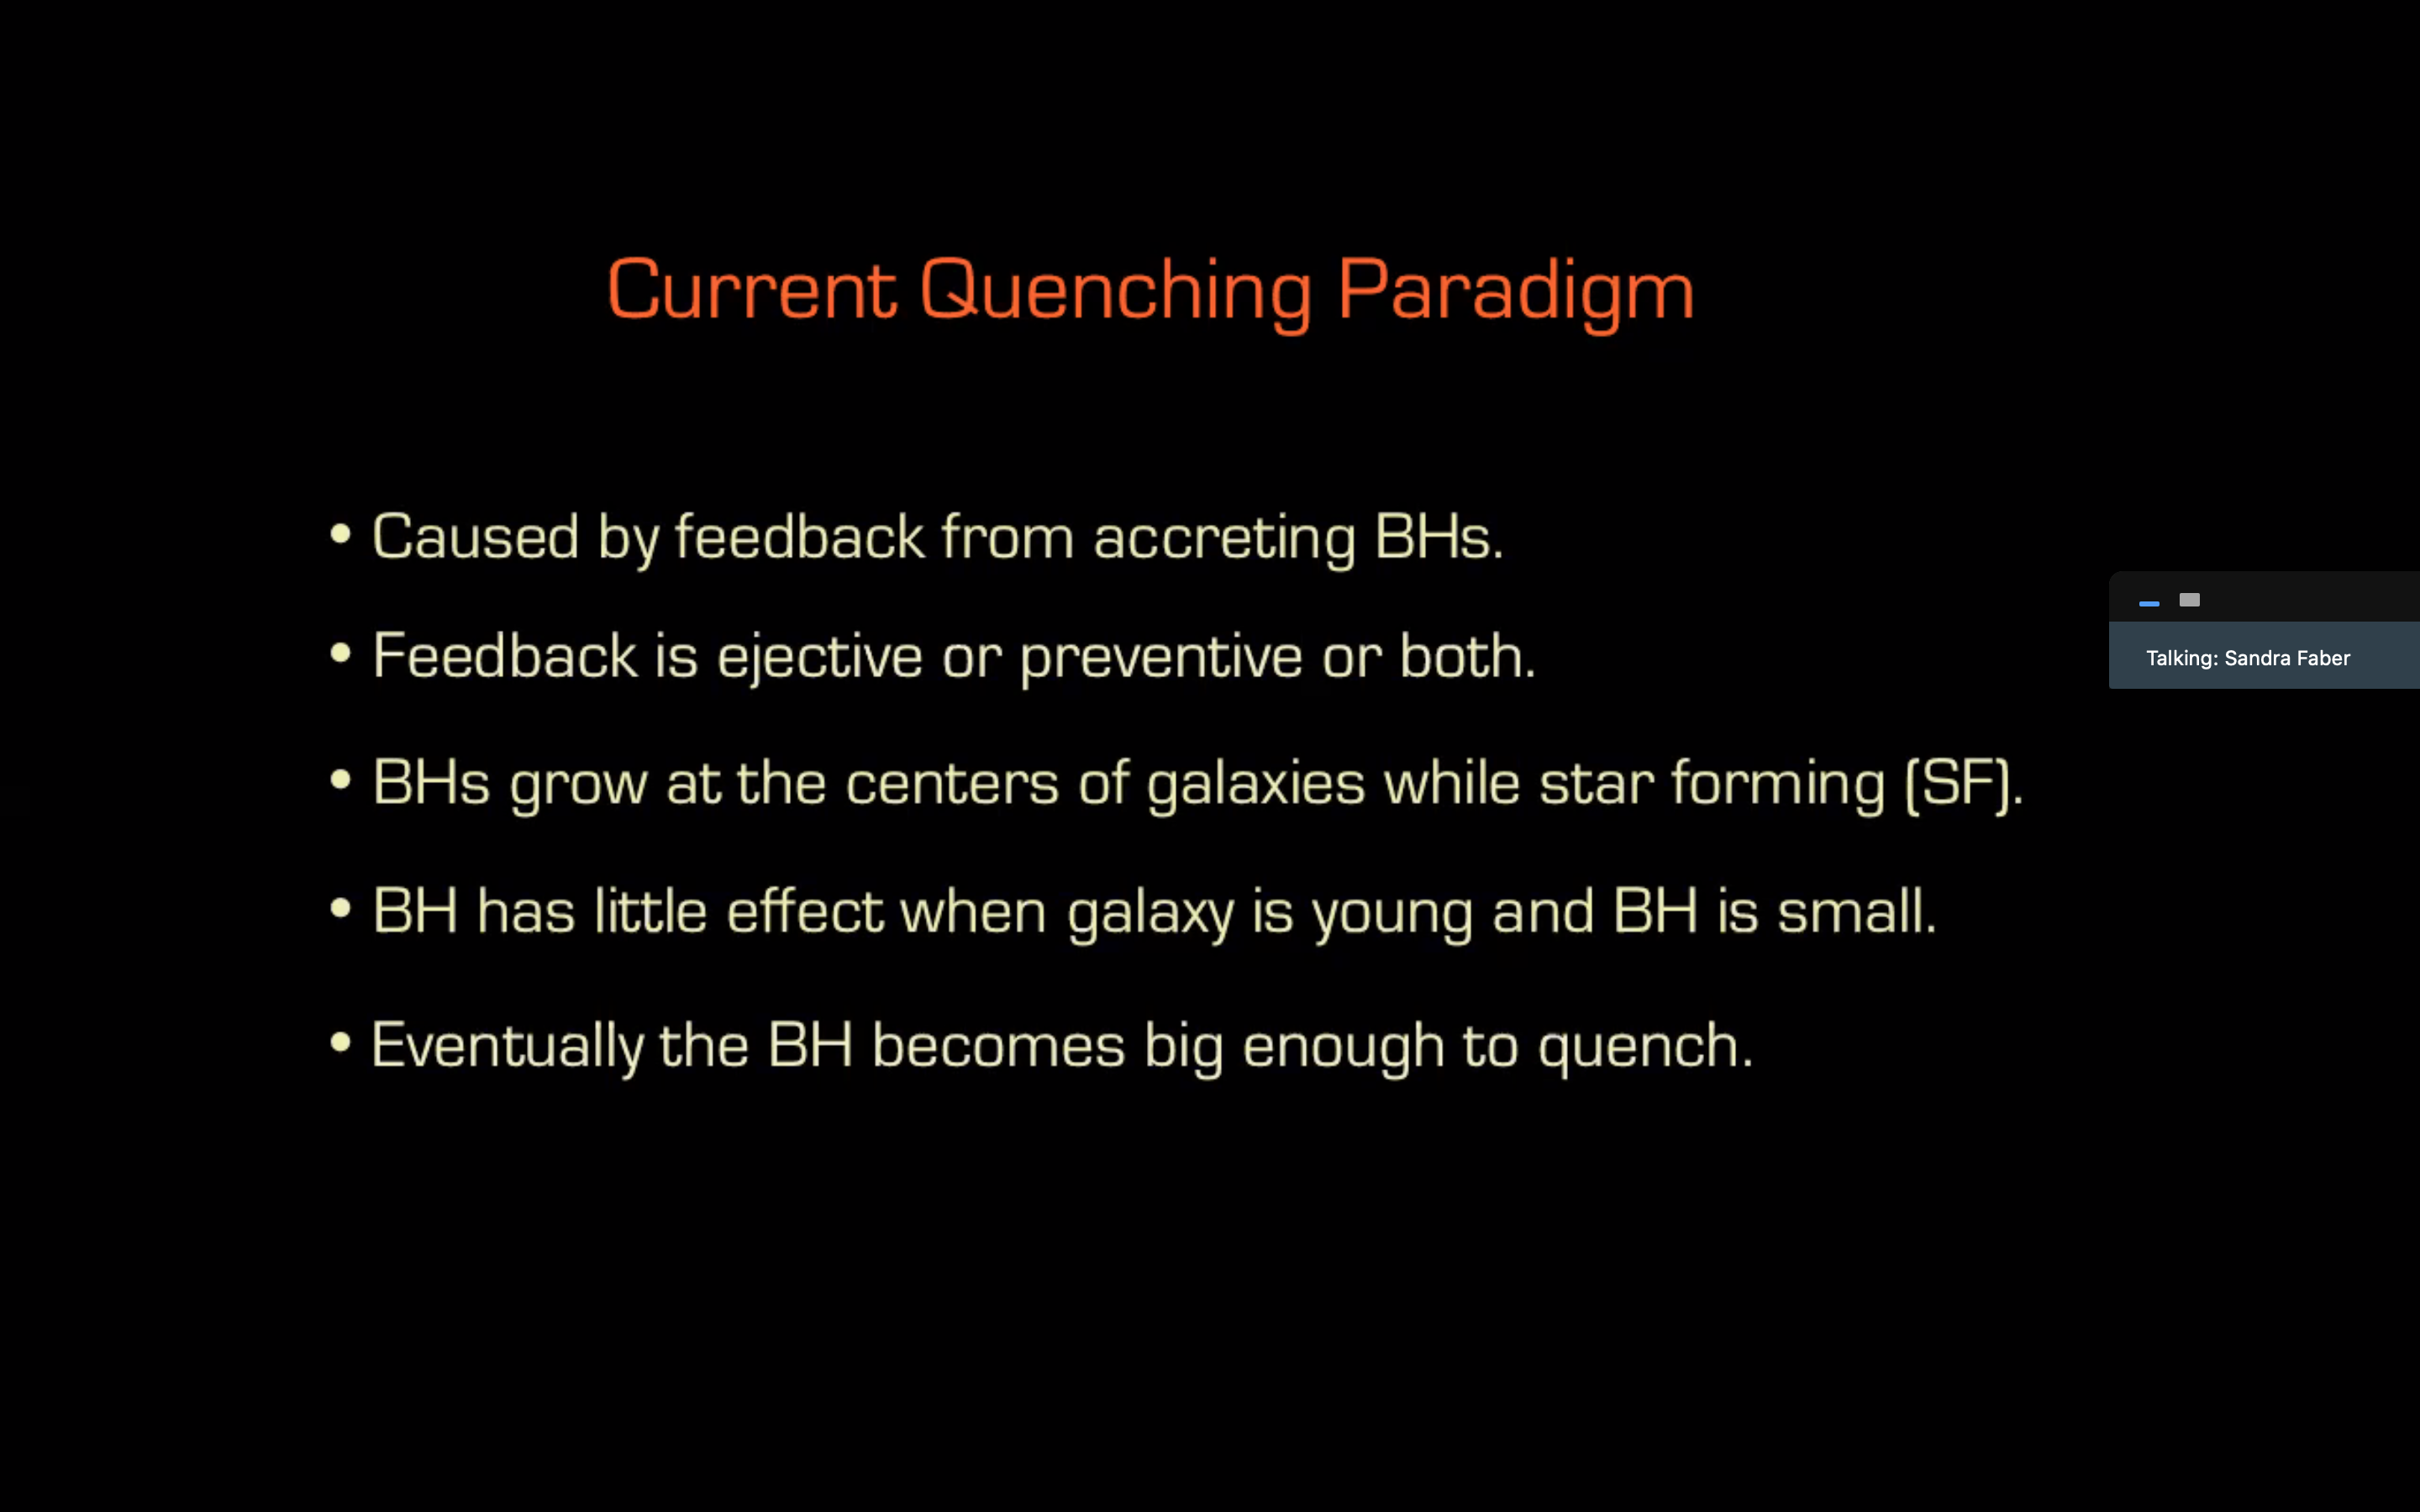 Current Quenching Paradigm
• Caused by feedback from accreting BHs.
• Feedback is ejective or preventive or both.
• BHs grow at the centers of galaxies while star forming (SF).
• BH has little effect when galaxy is young and BH is small.
• Eventually the BH becomes big enough to quench.
Talking: Sandra Faber